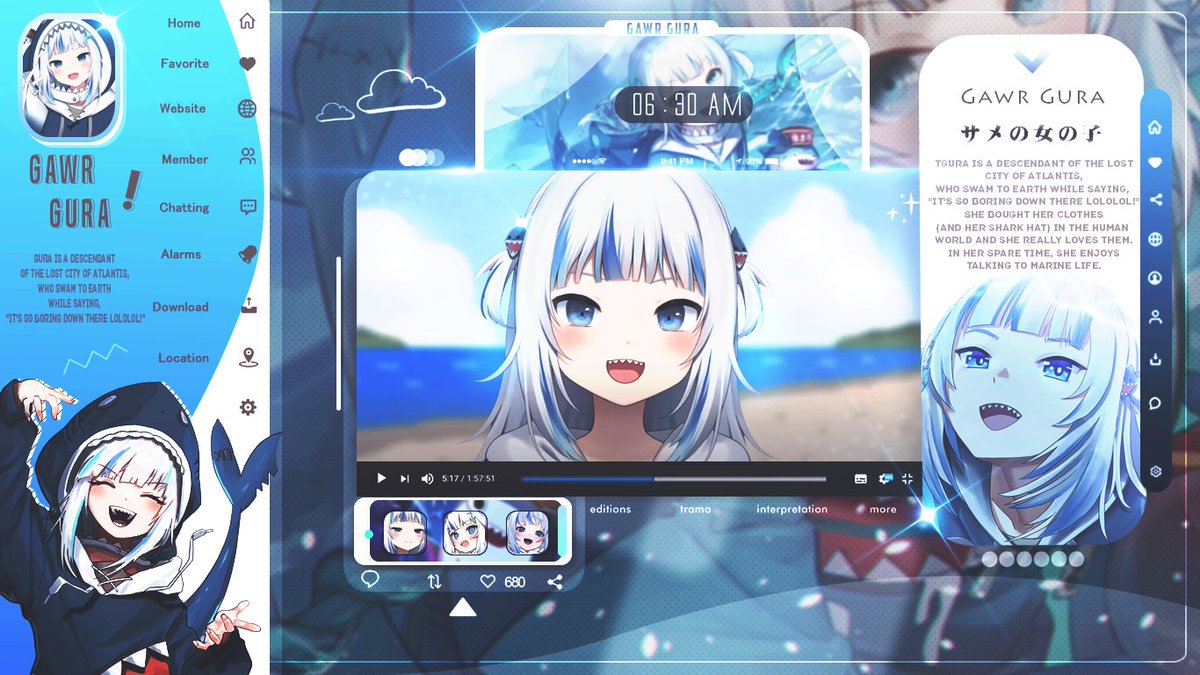 Home
Favorite
Website
Member
Chatting
Alarms
Download
Location
GAWR
GURA !
GURA IS A DESCENDANT
OF THE LOST CITY OF ATLANTIS,
WHO SWAM TO EARTH
WHILE SAYING,
"IT'S SO BORING DOWN THERE LOLOLOL!"
GAWR GURA
06 : 30 AM
9:41 PM
90%
5:17 / 1:57:51
editions
trama
interpretation
more
680
GAWR GURA
サメの女の子
TGURA IS A DESCENDANT OF THE LOST
CITY OF ATLANTIS,
WHO SWAM TO EARTH WHILE SAYING,
"IT'S SO BORING DOWN THERE LOLOLOL!"
SHE BOUGHT HER CLOTHES
(AND HER SHARK HAT) IN THE HUMAN
WORLD AND SHE REALLY LOVES THEM.
IN HER SPARE TIME, SHE ENJOYS
TALKING TO MARINE LIFE.